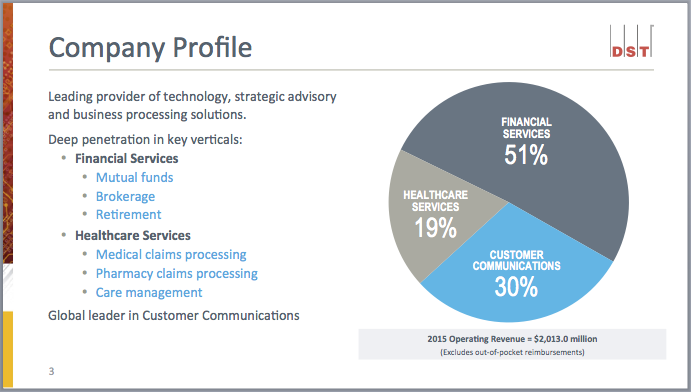 Company Profile
DST
Leading provider of technology, strategic advisory
and business processing solutions.
Deep penetration in key verticals:
• Financial Services
• Mutual funds
• Brokerage
• Retirement
• Healthcare Services
• Medical claims processing
• Pharmacy claims processing
• Care management
Global leader in Customer Communications
FINANCIAL
SERVICES
51%
HEALTHCARE
SERVICES
19%
CUSTOMER
COMMUNICATIONS
30%
2015 Operating Revenue = $2,013.0 million
(Excludes out-of-pocket reimbursements)
3